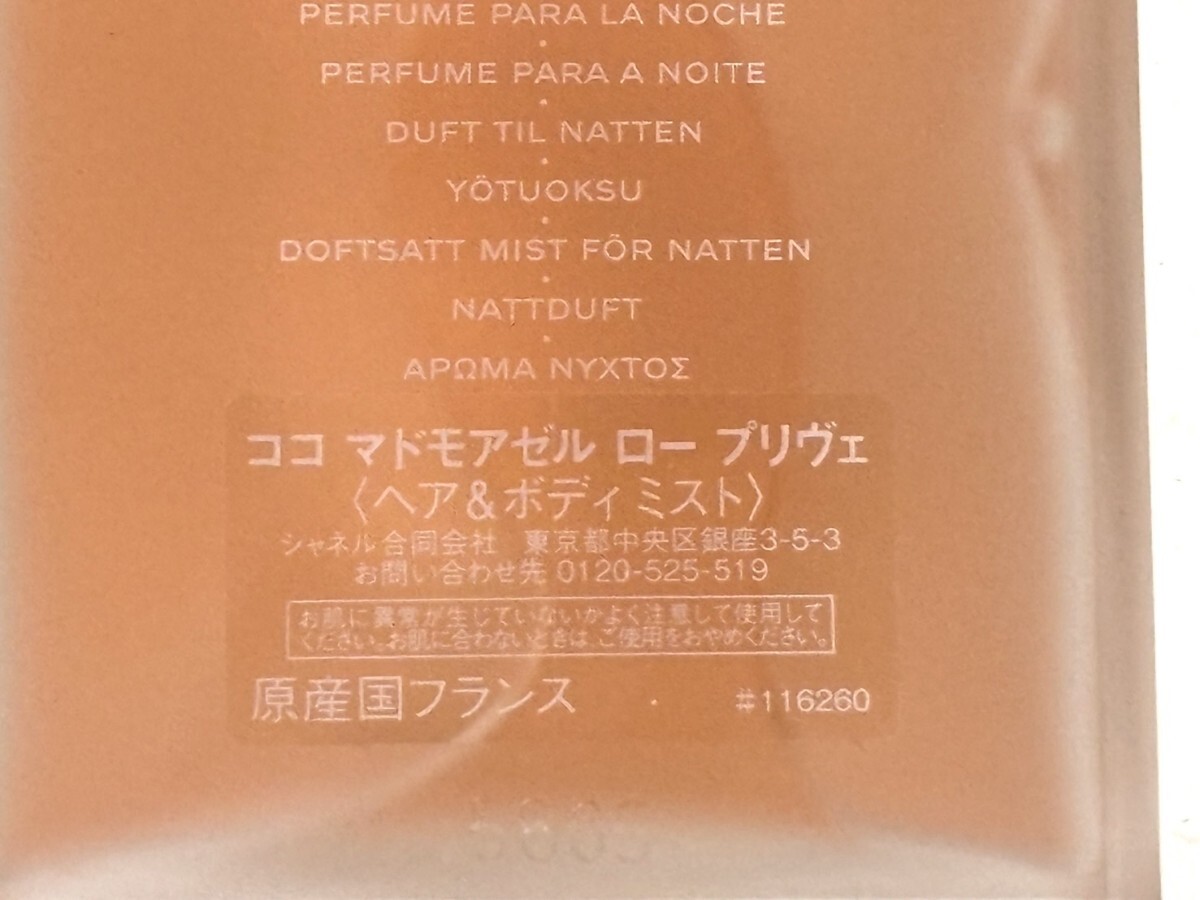 PERFUME PARA LA NOCHE
PERFUME PARA A NOITE
DUFT TIL NATTEN
YÖTUOKSU
DOFTSATT MIST FÖR NATTEN
NATTDUFT
ΑΡΩΜΑ ΝΥΧΤΟΣ
ココ マドモアゼル ロー プリヴェ
〈ヘア&ボディ ミスト〉
シャネル合同会社 東京都中央区銀座3-5-3
お問い合わせ先 0120-525-519
お肌に異常が生じていないかよく注意して使用して
ください。お肌に合わないときは、ご使用をおやめください。
原産国フランス #116260